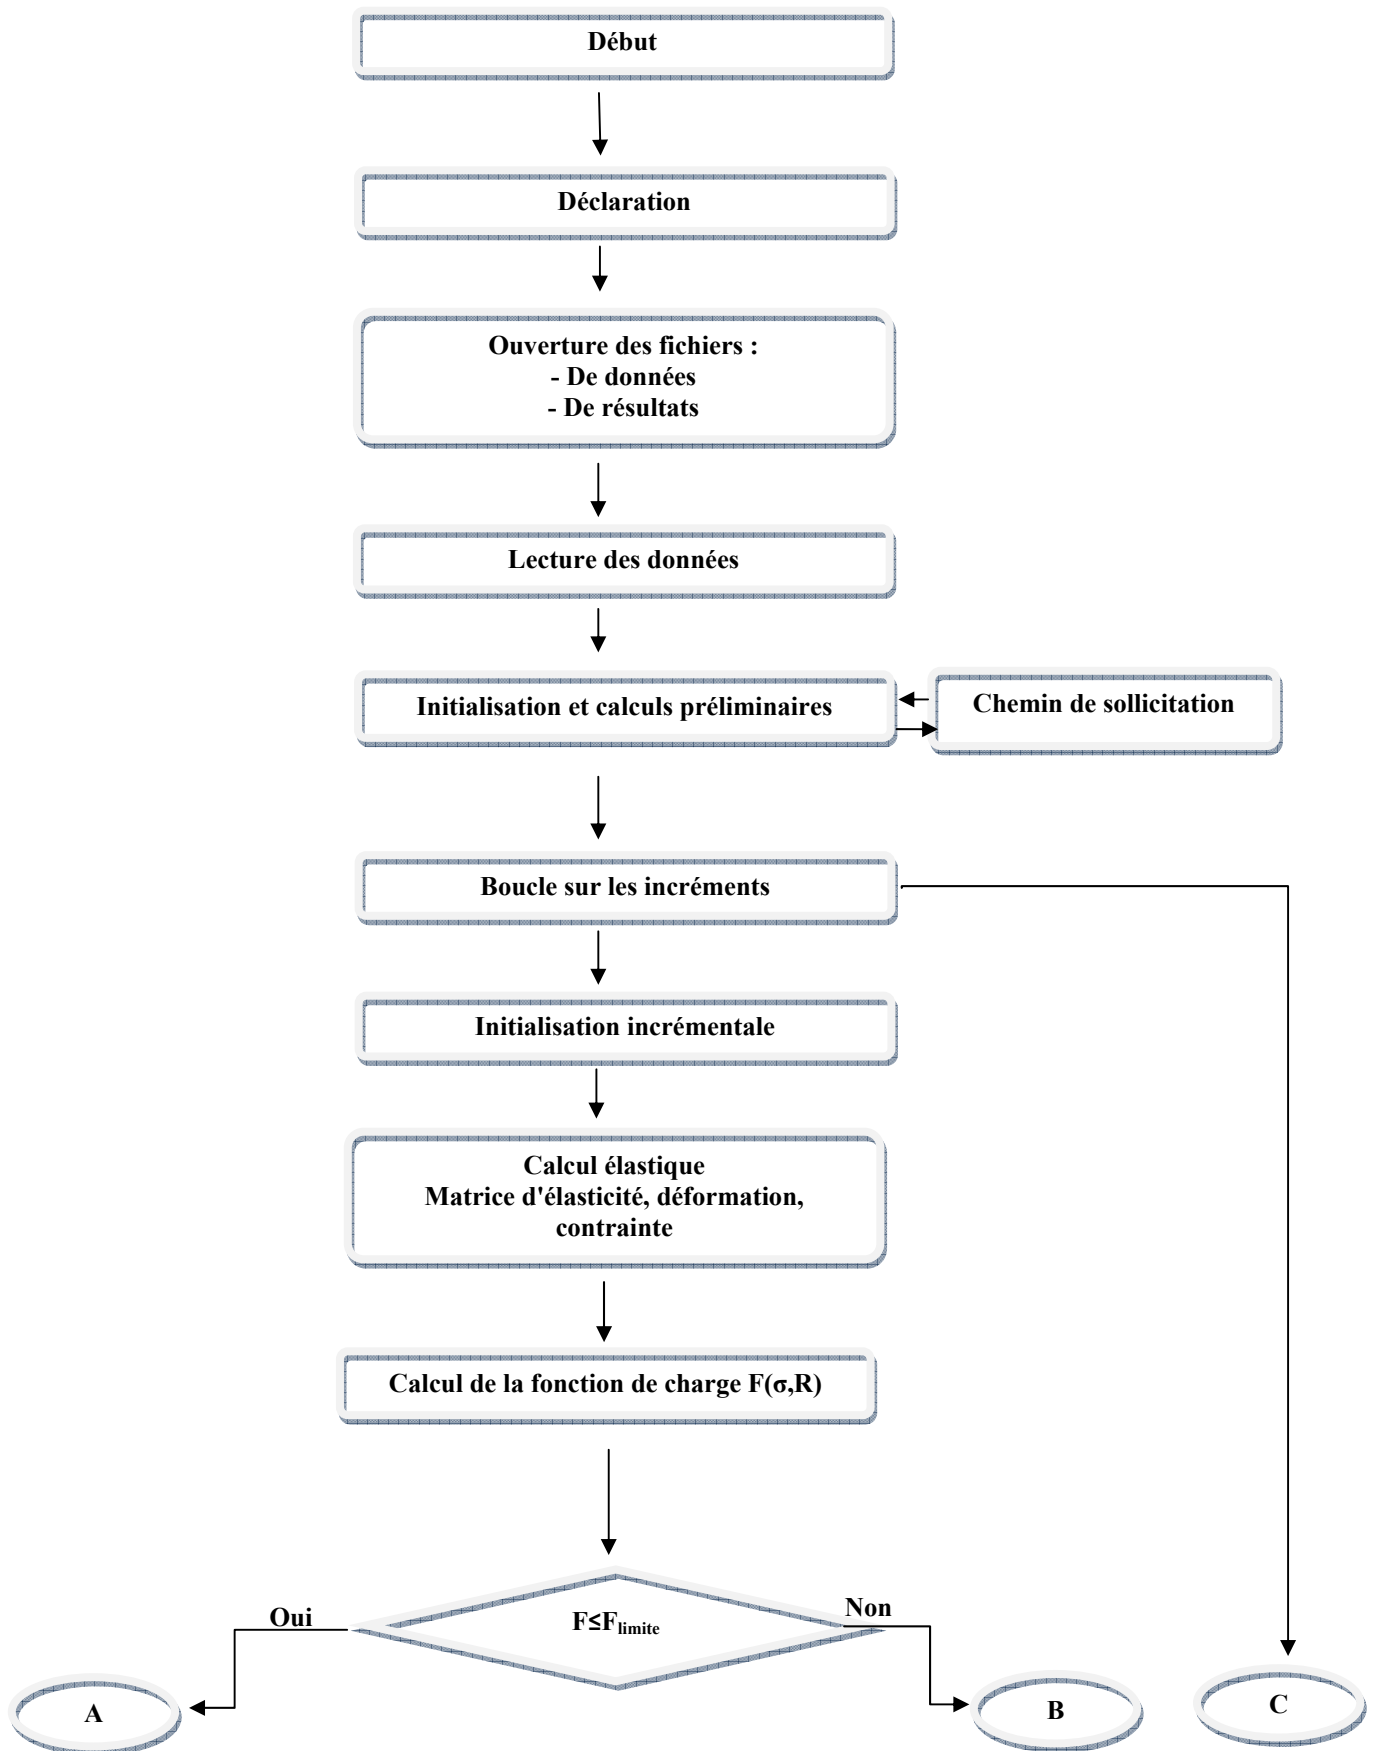 Début
Déclaration
Ouverture des fichiers :
- De données
- De résultats
Lecture des données
Initialisation et calculs préliminaires
Chemin de sollicitation
Boucle sur les incréments
Initialisation incrémentale
Calcul élastique
Matrice d'élasticité, déformation,
contrainte
Calcul de la fonction de charge F(σ,R)
Oui
F≤Flimite
Non
A
B
C